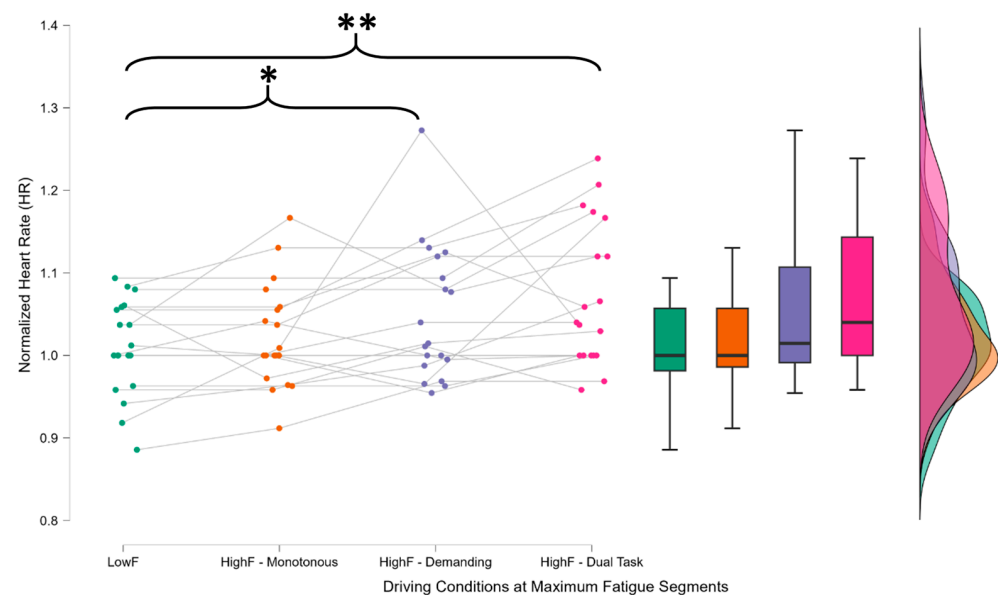 1.4
**
*
1.3
1.2
1.1
1.0
0.9
0.8
Normalized Heart Rate (HR)
LowF
HighF - Monotonous
HighF - Demanding
HighF - Dual Task
Driving Conditions at Maximum Fatigue Segments